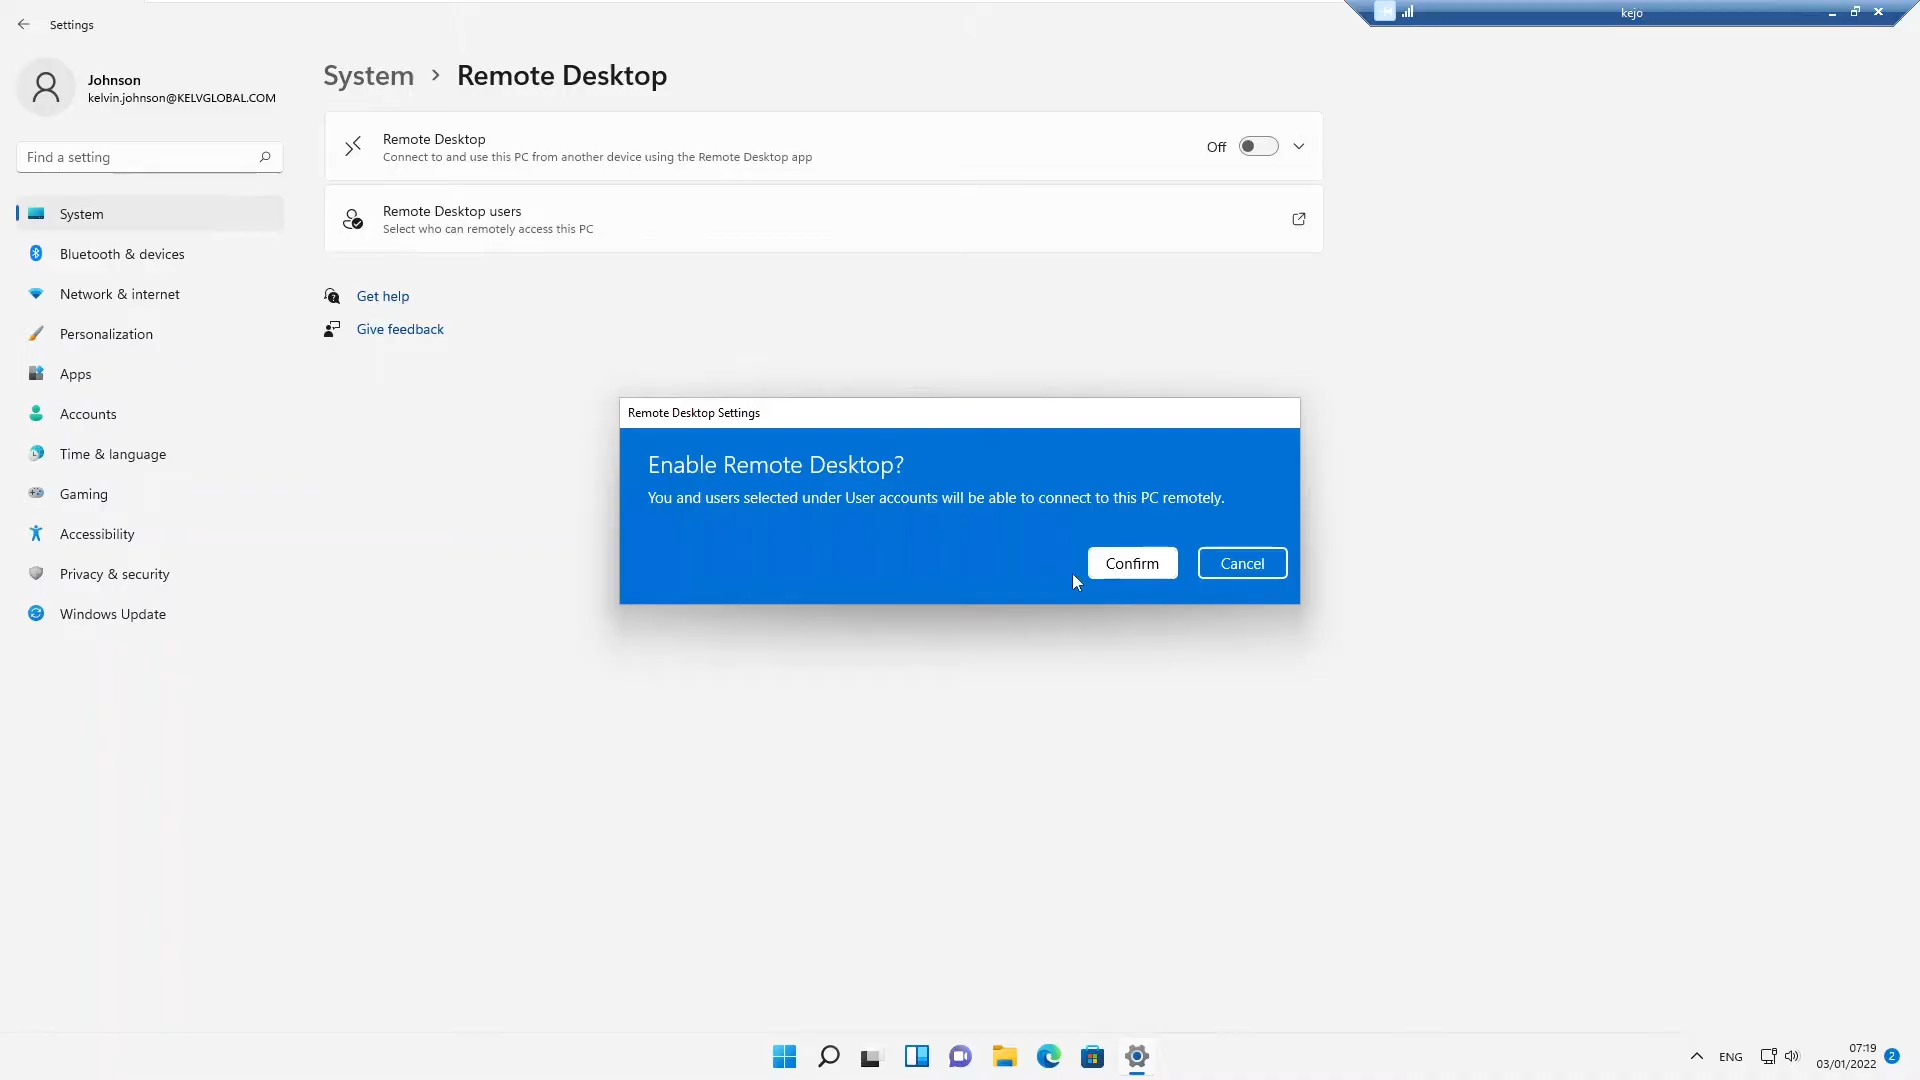 Settings
kejo
Johnson
kelvin.johnson@KELVGLOBAL.COM
Find a setting
System
Bluetooth & devices
Network & internet
Personalization
Apps
Accounts
Time & language
Gaming
Accessibility
Privacy & security
Windows Update
System > Remote Desktop
Remote Desktop
Connect to and use this PC from another device using the Remote Desktop app
Off
Remote Desktop users
Select who can remotely access this PC
Get help
Give feedback
Remote Desktop Settings
Enable Remote Desktop?
You and users selected under User accounts will be able to connect to this PC remotely.
Confirm
Cancel
ENG
07:19
03/01/2022
2